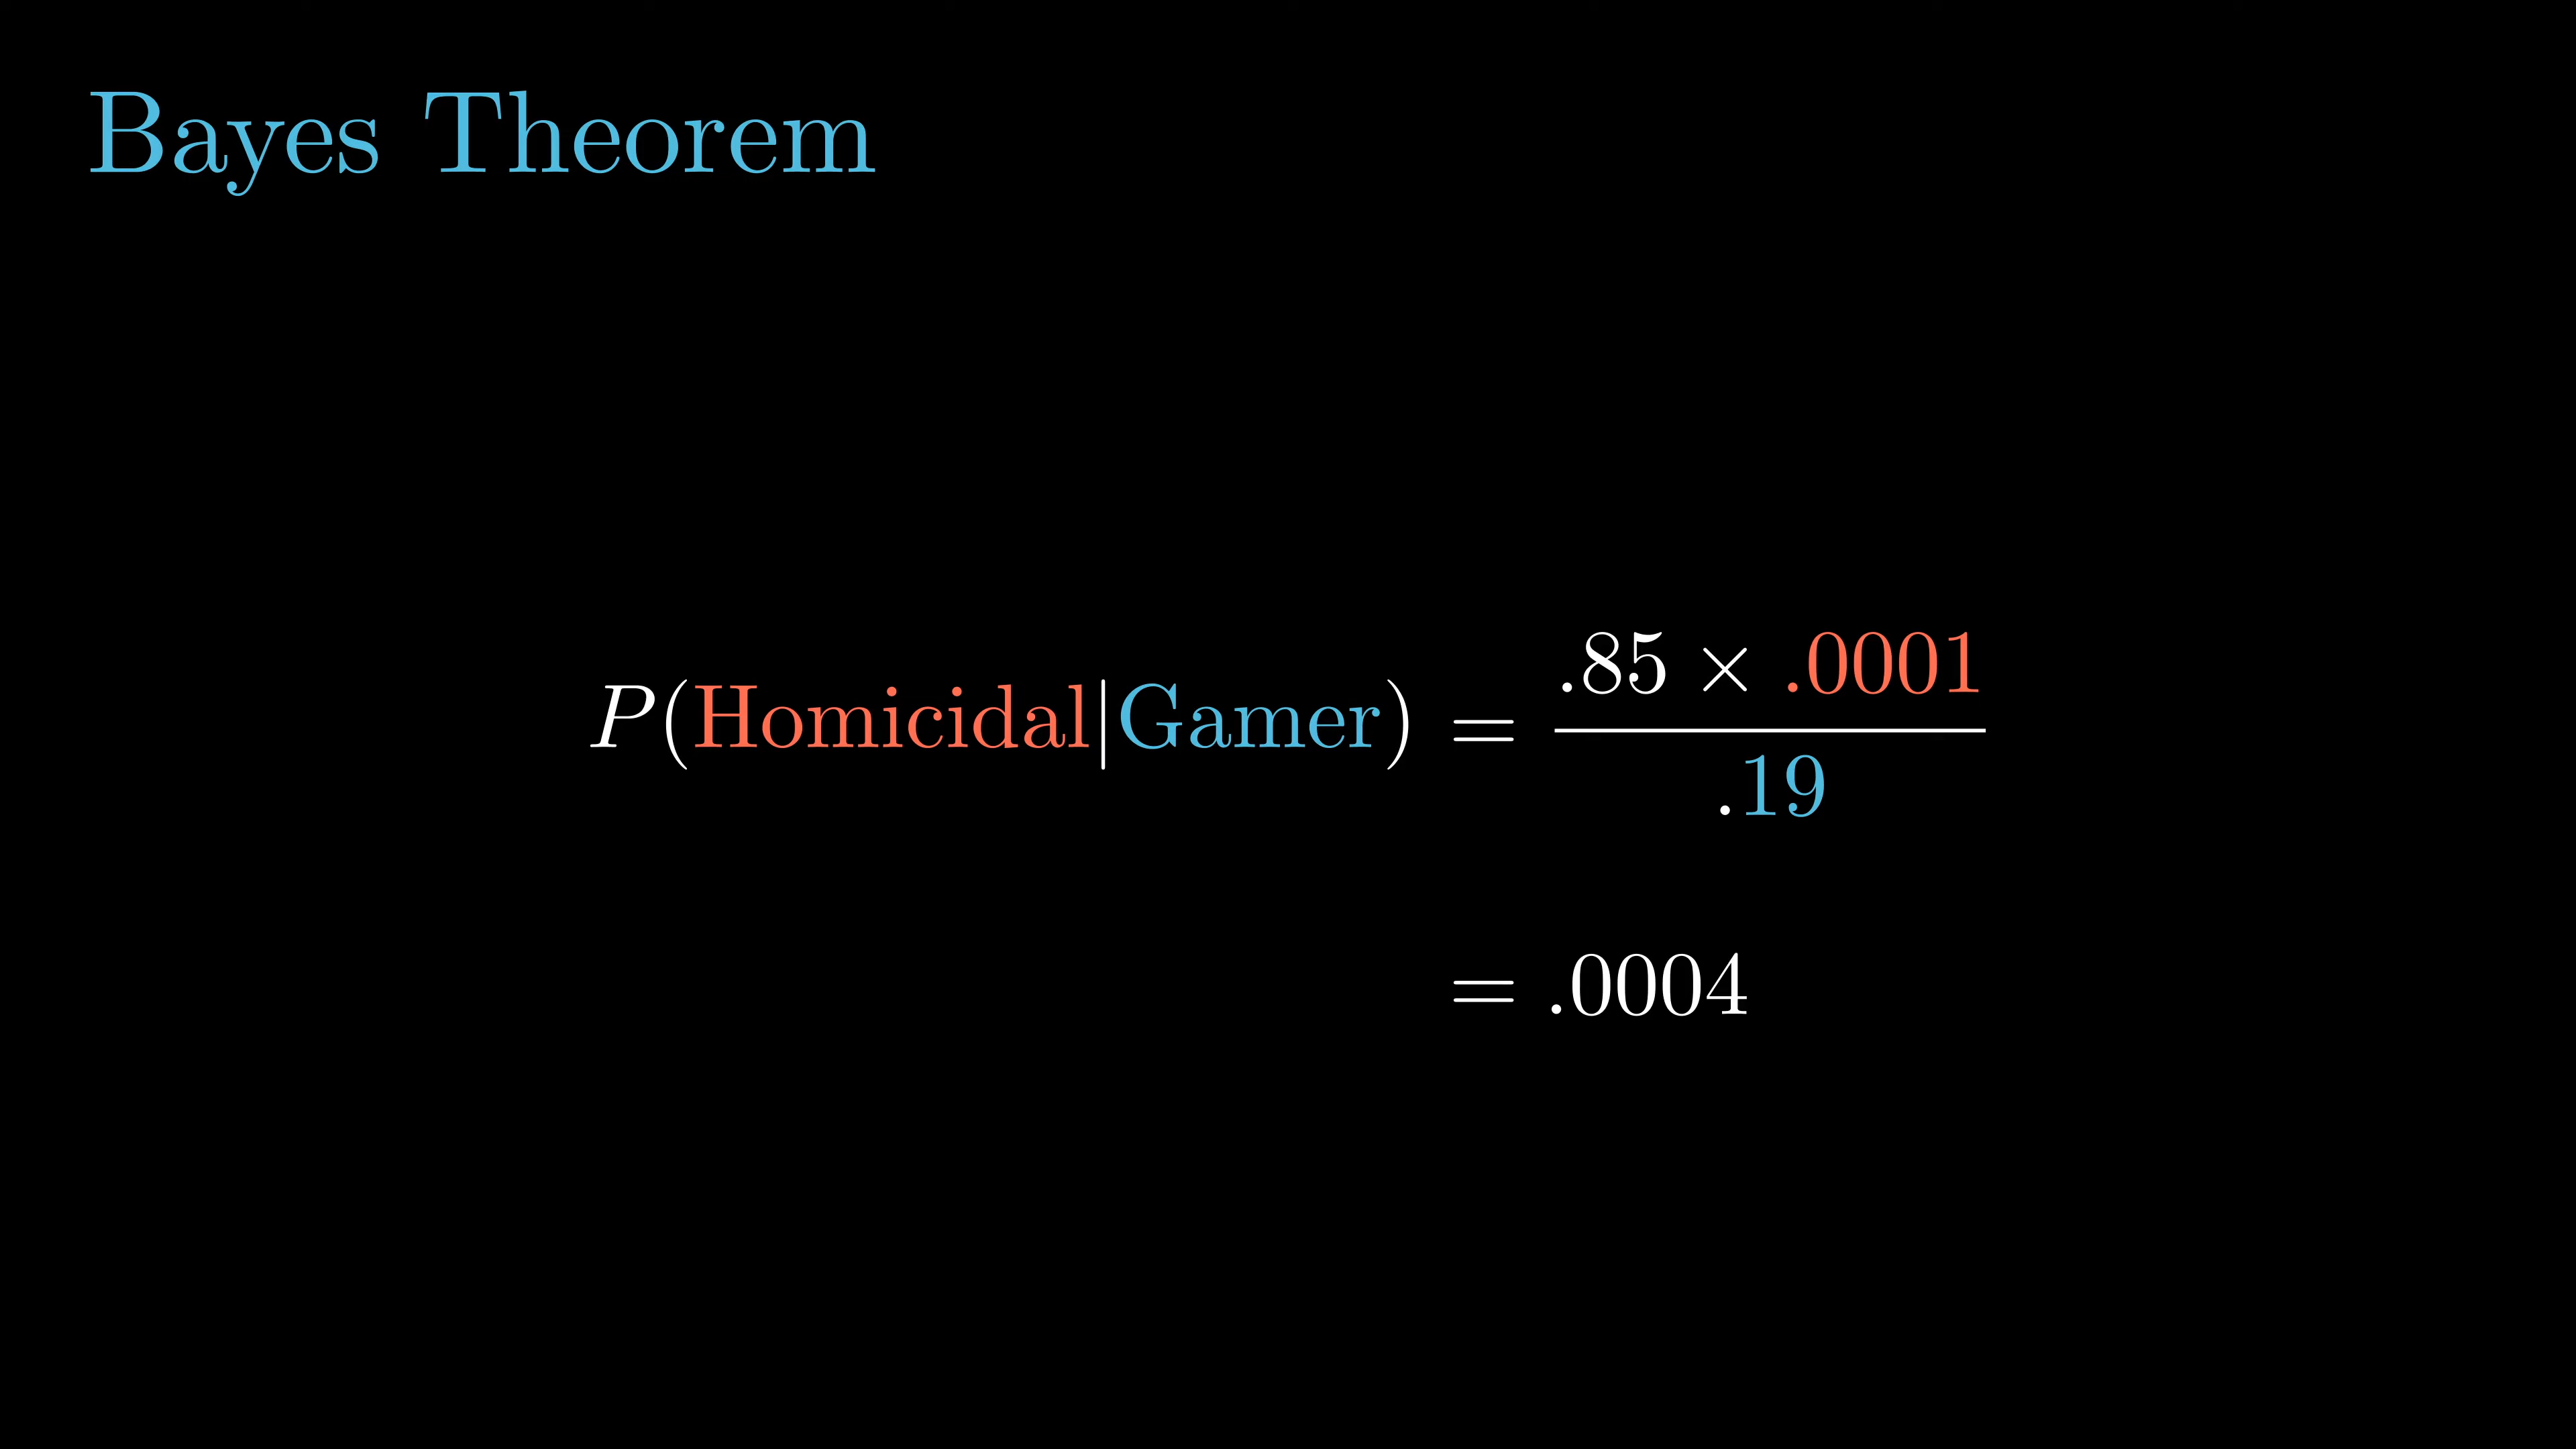 Bayes Theorem
P(Homicidal|Gamer) = .85 × .0001 / .19
= .0004